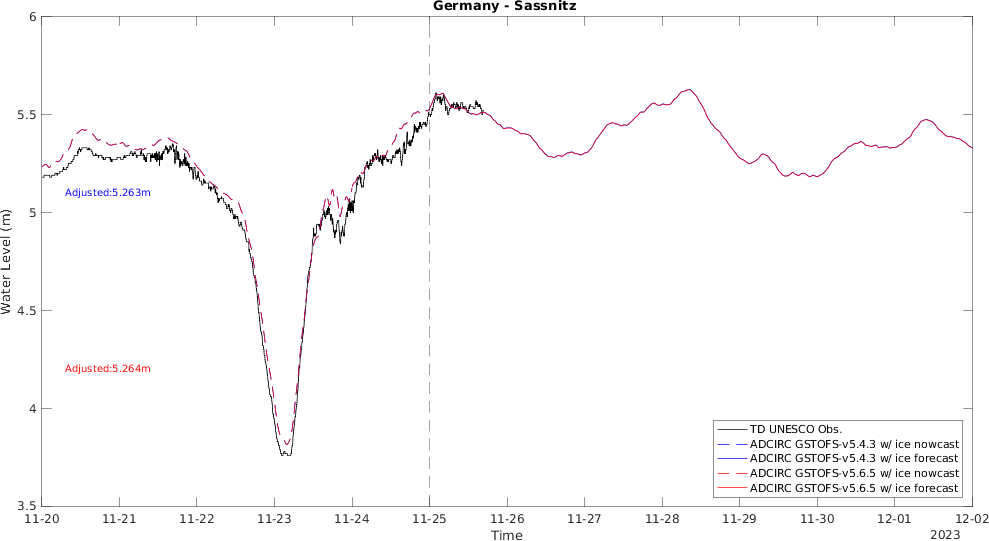 Germany - Sassnitz
6
5.5
5
4.5
4
3.5
Water Level (m)
Adjusted:5.263m
Adjusted:5.264m
TD UNESCO Obs.
ADCIRC GSTOFS-v5.4.3 w/ ice nowcast
ADCIRC GSTOFS-v5.4.3 w/ ice forecast
ADCIRC GSTOFS-v5.6.5 w/ ice nowcast
ADCIRC GSTOFS-v5.6.5 w/ ice forecast
11-20 11-21 11-22 11-23 11-24 11-25 11-26 11-27 11-28 11-29 11-30 12-01 12-02
Time
2023